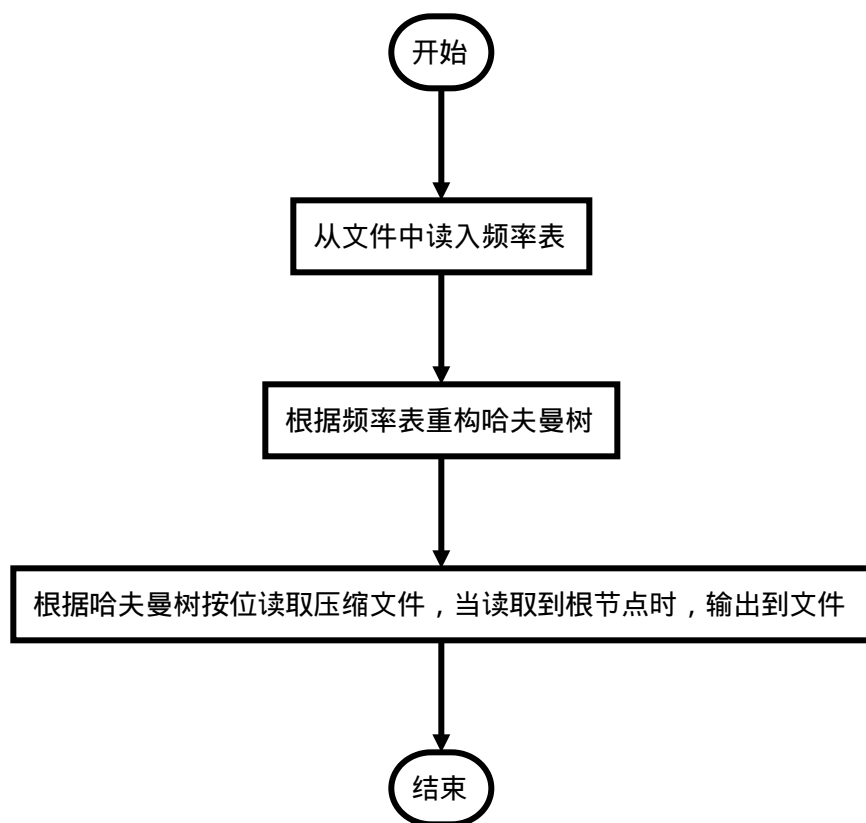 开始
从文件中读入频率表
根据频率表重构哈夫曼树
根据哈夫曼树按位读取压缩文件，当读取到根节点时，输出到文件
结束